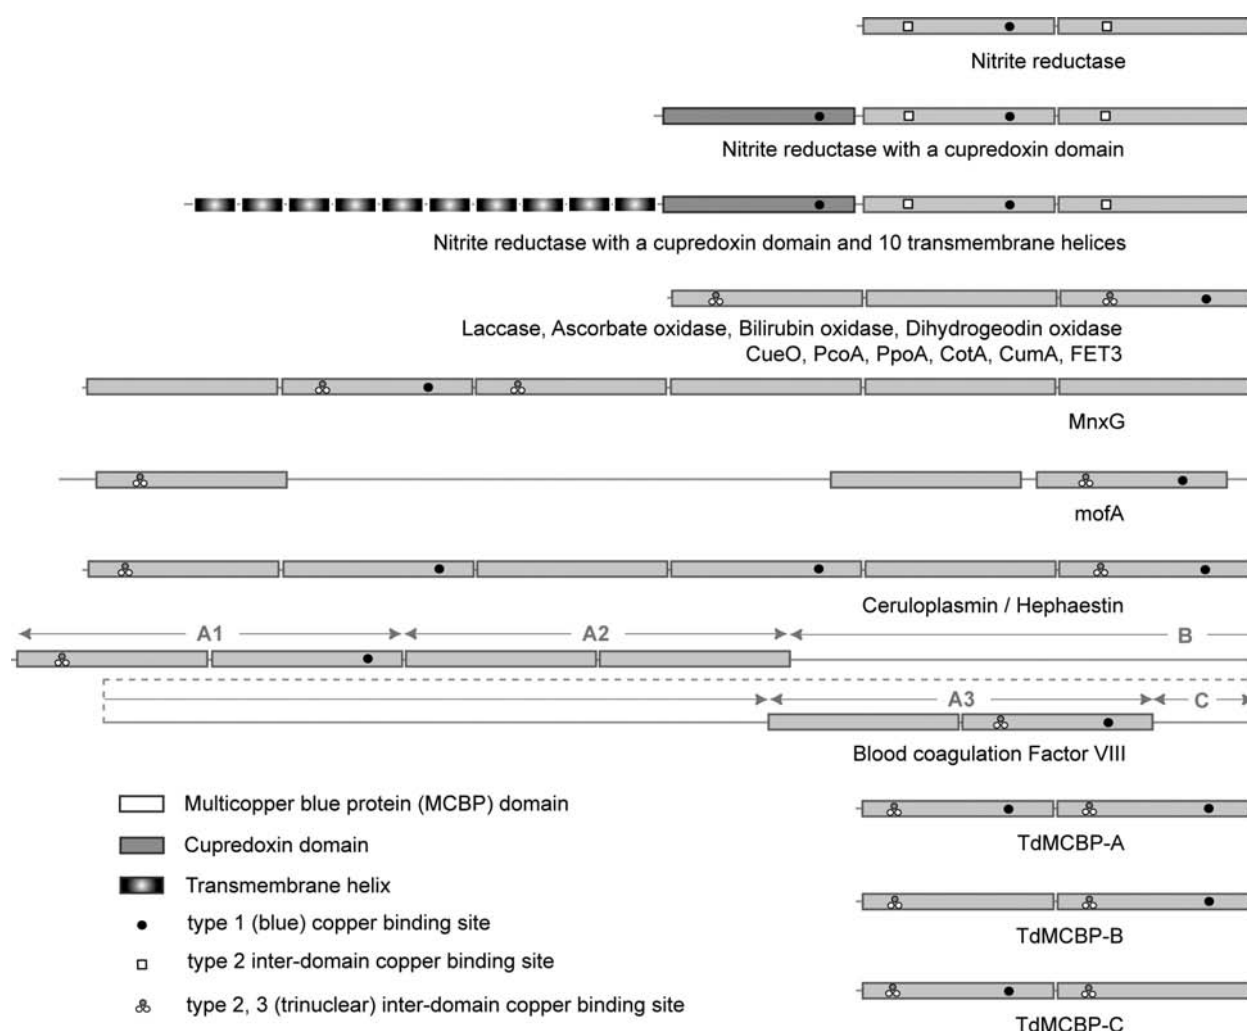 Nitrite reductase
Nitrite reductase with a cupredoxin domain
Nitrite reductase with a cupredoxin domain and 10 transmembrane helices
Laccase, Ascorbate oxidase, Bilirubin oxidase, Dihydrogeodin oxidase
CueO, PcoA, PpoA, CotA, CumA, FET3
MnxG
mofA
Ceruloplasmin / Hephaestin
A1
A2
B
A3
C
Blood coagulation Factor VIII
Multicopper blue protein (MCBP) domain
Cupredoxin domain
Transmembrane helix
type 1 (blue) copper binding site
type 2 inter-domain copper binding site
type 2, 3 (trinuclear) inter-domain copper binding site
TdMCBP-A
TdMCBP-B
TdMCBP-C